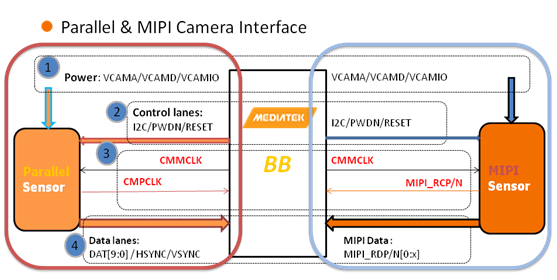 Parallel & MIPI Camera Interface
1
Power: VCAMA/VCAMD/VCAMIO
VCAMA/VCAMD/VCAMIO
2
Control lanes:
I2C/PWDN/RESET
MEDIATEK
I2C/PWDN/RESET
3
Parallel
Sensor
CMMCLK
CMPCLK
BB
CMMCLK
MIPI_RCP/N
MIPI
Sensor
4
Data lanes:
DAT[9:0] /HSYNC/VSYNC
MIPI Data :
MIPI_RDP/N[0:x]